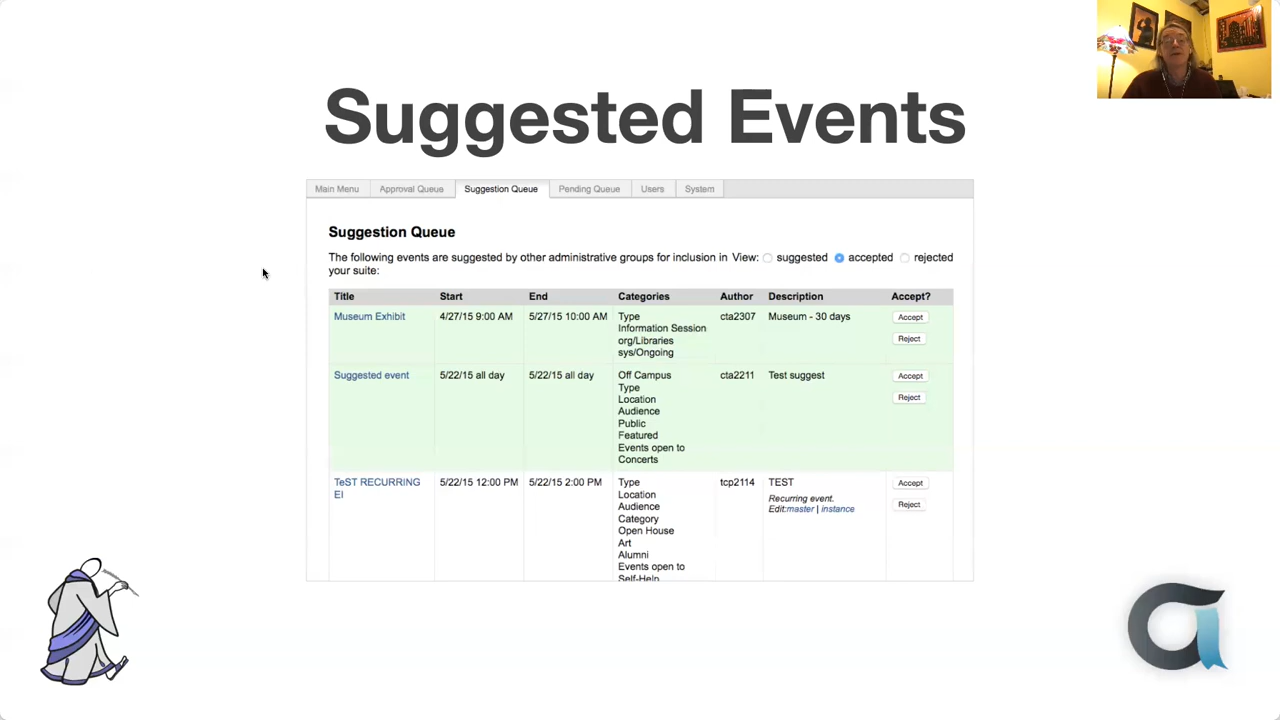 Suggested Events
Main Menu Approval Queue Suggestion Queue Pending Queue Users System
Suggestion Queue
The following events are suggested by other administrative groups for inclusion in your suite:
View: suggested accepted rejected
Title Start End Categories Author Description Accept?
Museum Exhibit 4/27/15 9:00 AM 5/27/15 10:00 AM Type cta2307 Museum - 30 days Accept
Information Session
Reject
org/Libraries
sys/Ongoing
Suggested event 5/22/15 all day 5/22/15 all day Off Campus cta2211 Test suggest Accept
Type
Location Reject
Audience
Public
Featured
Events open to
Concerts
TeST RECURRING 5/22/15 12:00 PM 5/22/15 2:00 PM Type tcp2114 TEST Accept
EI Location Recurring event.
Audience Edit:master | instance Reject
Category
Open House
Art
Alumni
Events open to
Self-Help